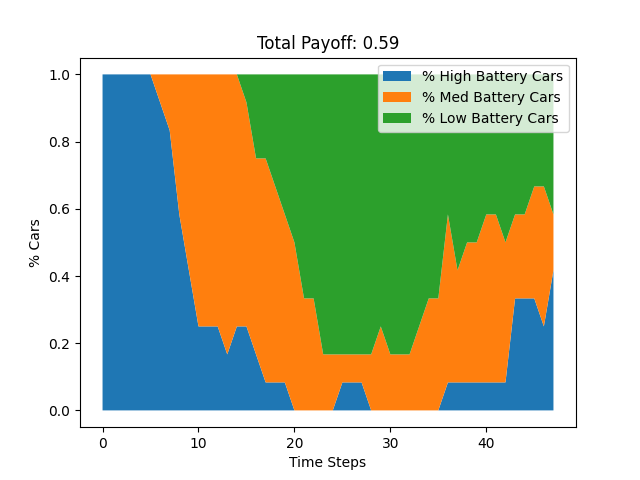 Total Payoff: 0.59
% High Battery Cars
% Med Battery Cars
% Low Battery Cars
1.0
0.8
0.6
0.4
0.2
0.0
% Cars
0 10 20 30 40
Time Steps